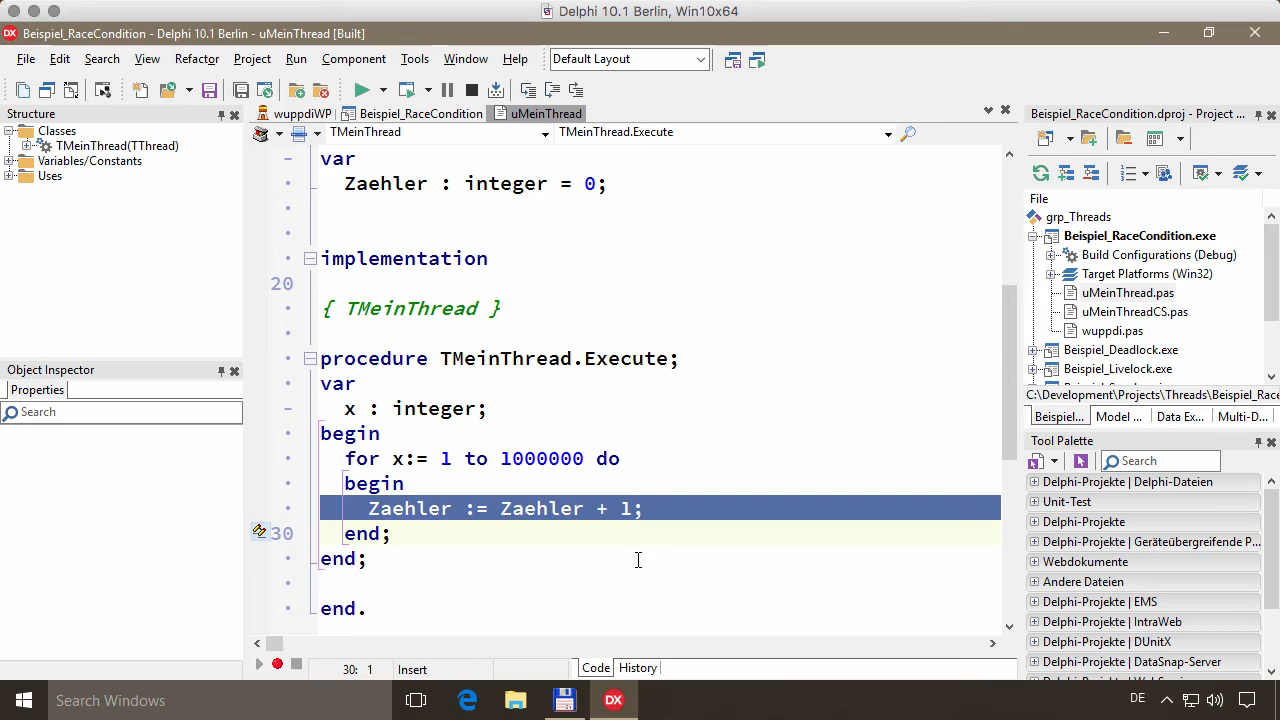 Delphi 10.1 Berlin, Win10x64
Beispiel_RaceCondition - Delphi 10.1 Berlin - uMeinThread [Built]
File Edit Search View Refactor Project Run Component Tools Window Help
Default Layout
Structure
Classes
TMeinThread(TThread)
Variables/Constants
Uses
Object Inspector
Properties
Search
wuppdiWP Beispiel_RaceCondition uMeinThread
TMeinThread TMeinThread.Execute
var
Zaehler : integer = 0;
implementation
20
{ TMeinThread }
procedure TMeinThread.Execute;
var
x : integer;
begin
for x:= 1 to 1000000 do
begin
Zaehler := Zaehler + 1;
30 end;
end;
end.
30: 1 Insert
Code History
Beispiel_RaceCondition.dproj - Project ...
File
grp_Threads
Beispiel_RaceCondition.exe
Build Configurations (Debug)
Target Platforms (Win32)
uMeinThread.pas
uMeinThreadCS.pas
wuppdi.pas
Beispiel_Deadlock.exe
Beispiel_Livelock.exe
C:\Development\Projects\Threads\Beispiel_Race
Beispiel... Model ... Data Ex... Multi-D...
Tool Palette
Search
Delphi-Projekte | Delphi-Dateien
Unit-Test
Delphi-Projekte
Delphi-Projekte | Geräteübergreifende P...
Webdokumente
Andere Dateien
Delphi-Projekte | EMS
Delphi-Projekte | IntraWeb
Delphi-Projekte | DUnitX
Delphi-Projekte | DataSnap-Server
Search Windows
DX
DE